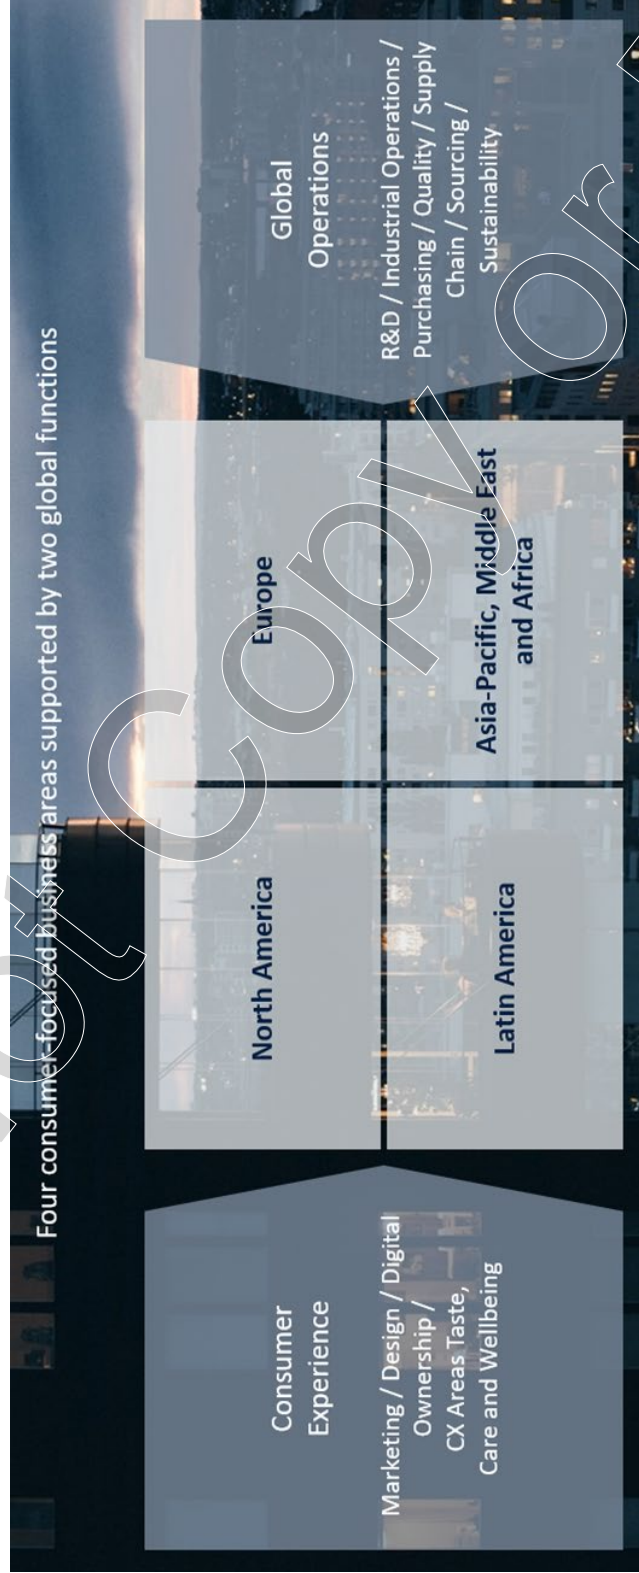 Four consumer-focused business areas supported by two global functions
Consumer
Experience
Marketing / Design / Digital
Ownership /
CX Areas Taste,
Care and Wellbeing
North America
Europe
Latin America
Asia-Pacific, Middle East
and Africa
Global
Operations
R&D / Industrial Operations /
Purchasing / Quality / Supply
Chain / Sourcing /
Sustainability
ot Copy or